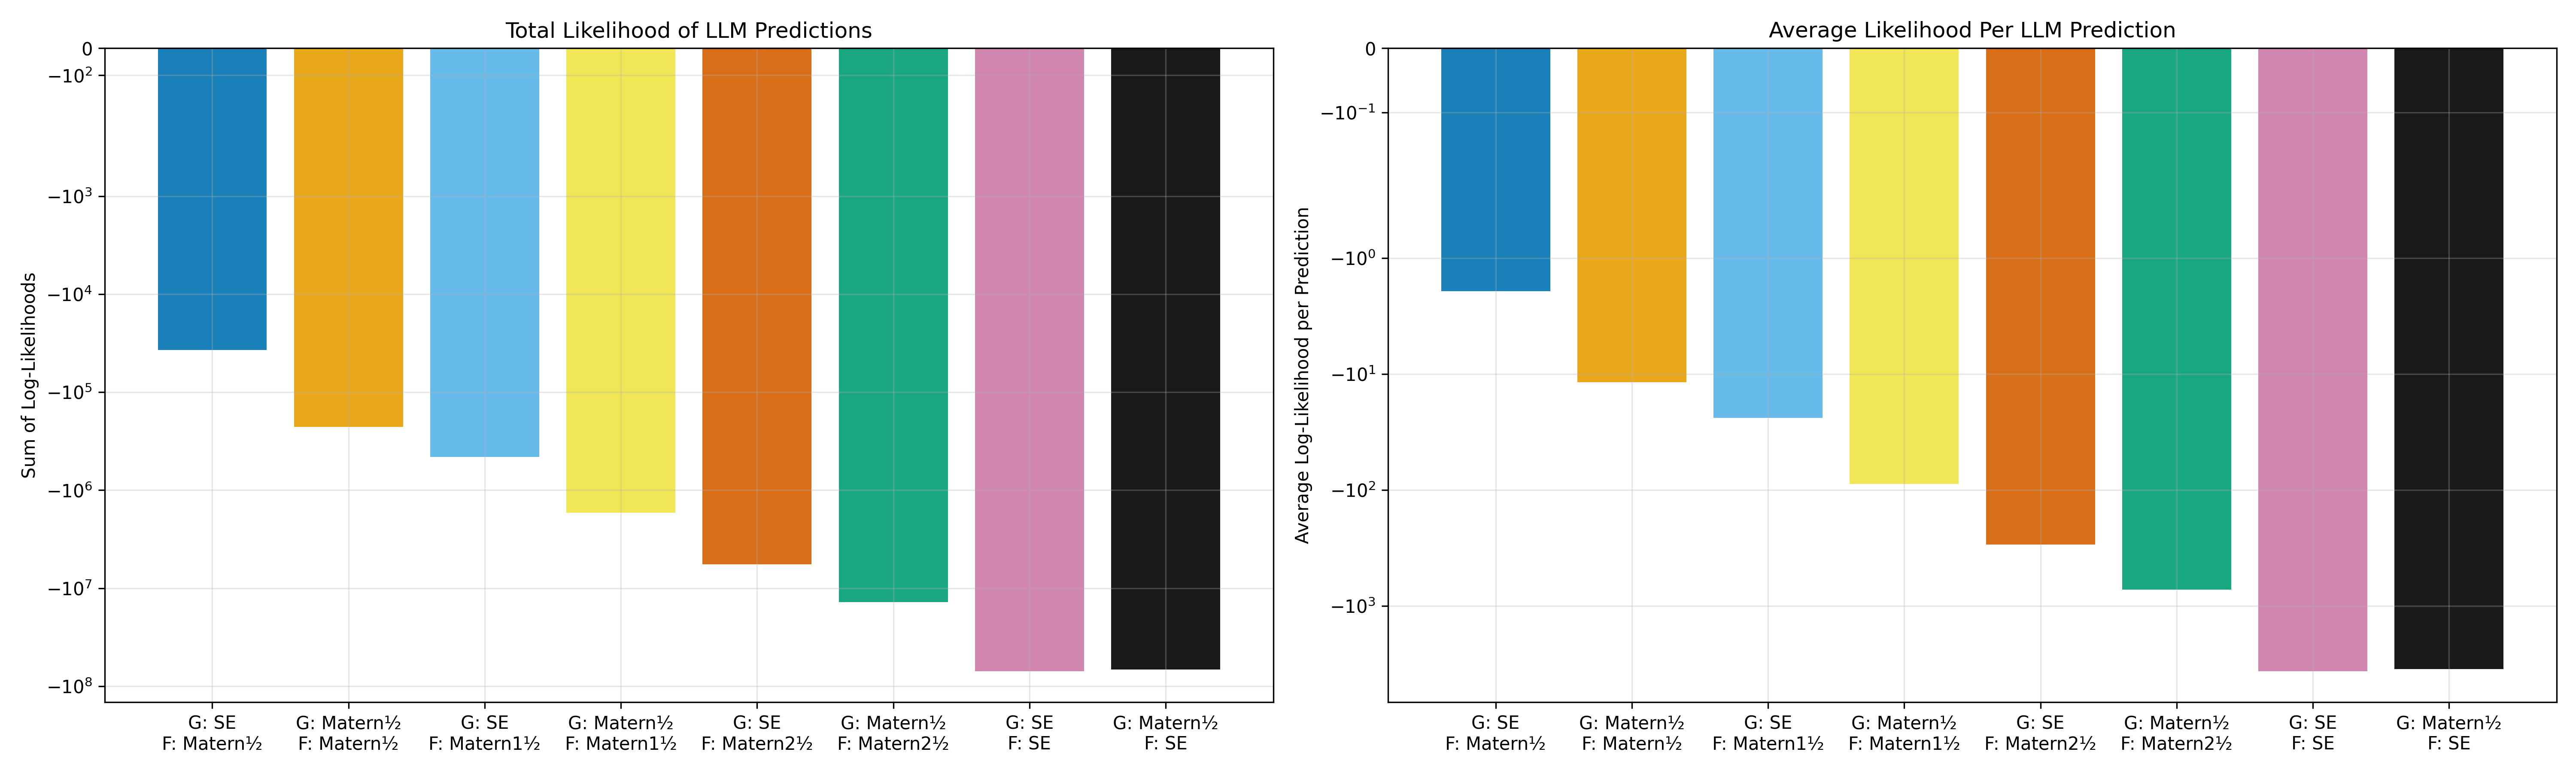 Total Likelihood of LLM Predictions
Sum of Log-Likelihoods
0
−10²
−10³
−10⁴
−10⁵
−10⁶
−10⁷
−10⁸
G: SE
F: Matern½
G: Matern½
F: Matern½
G: SE
F: Matern1½
G: Matern½
F: Matern1½
G: SE
F: Matern2½
G: Matern½
F: Matern2½
G: SE
F: SE
G: Matern½
F: SE
Average Likelihood Per LLM Prediction
Average Log-Likelihood per Prediction
0
−10⁻¹
−10⁰
−10¹
−10²
−10³
G: SE
F: Matern½
G: Matern½
F: Matern½
G: SE
F: Matern1½
G: Matern½
F: Matern1½
G: SE
F: Matern2½
G: Matern½
F: Matern2½
G: SE
F: SE
G: Matern½
F: SE